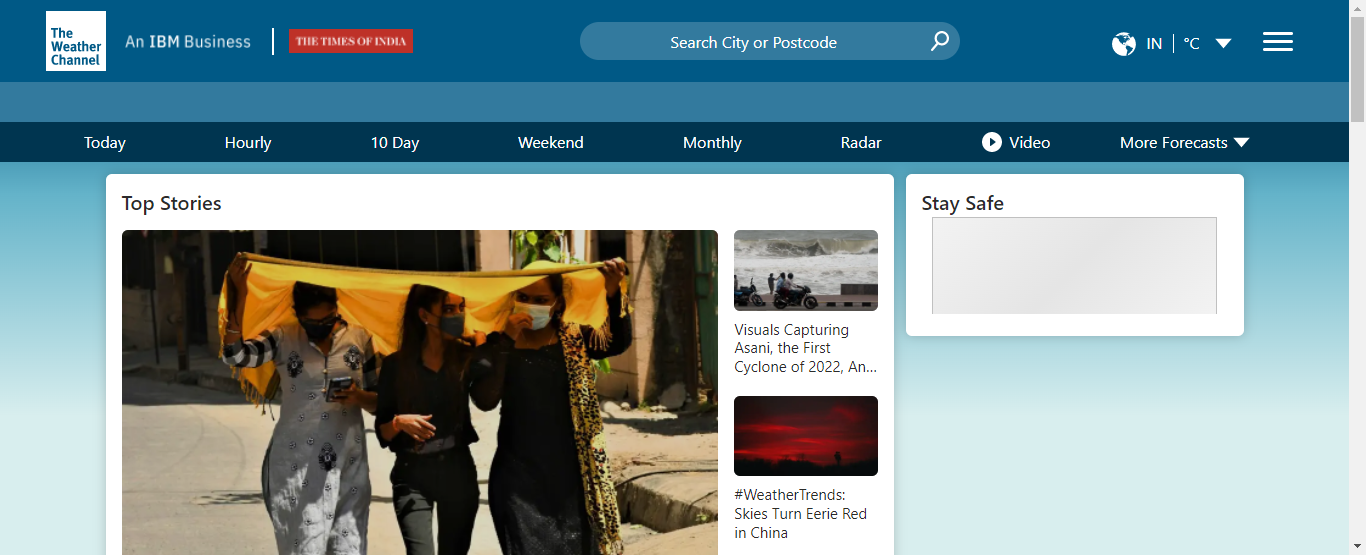 The
Weather
Channel
An IBM Business
THE TIMES OF INDIA
Search City or Postcode
IN
°C
Today
Hourly
10 Day
Weekend
Monthly
Radar
Video
More Forecasts
Top Stories
Stay Safe
Visuals Capturing
Asani, the First
Cyclone of 2022, An...
#WeatherTrends:
Skies Turn Eerie Red
in China